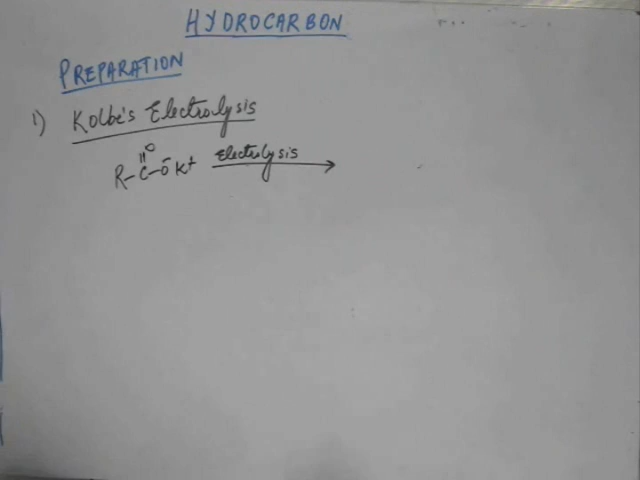 HYDROCARBON
PREPARATION
1) Kolbe's Electrolysis
O
R-C-O⁻ K⁺ Electrolysis →